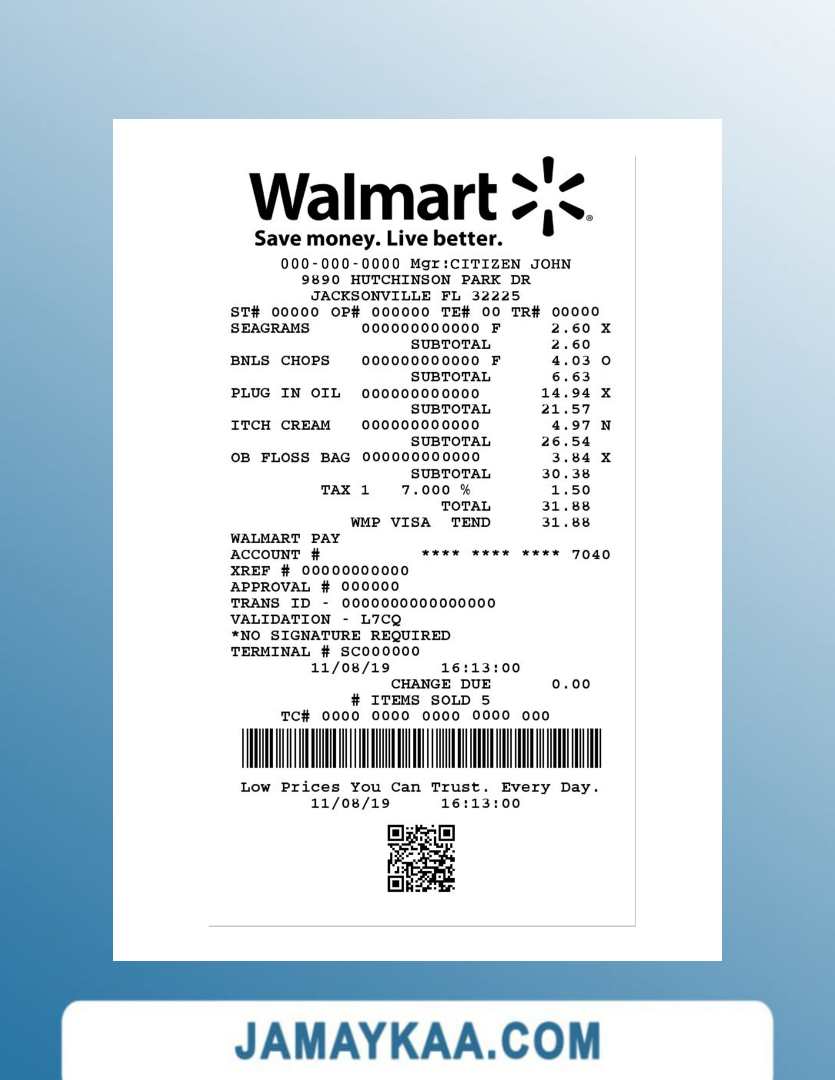 Walmart
Save money. Live better.
000-000-0000 Mgr:CITIZEN JOHN
9890 HUTCHINSON PARK DR
JACKSONVILLE FL 32225
ST# 00000 OP# 000000 TE# 00 TR# 00000
SEAGRAMS 000000000000 F 2.60 X
SUBTOTAL 2.60
BNLS CHOPS 000000000000 F 4.03 O
SUBTOTAL 6.63
PLUG IN OIL 000000000000 14.94 X
SUBTOTAL 21.57
ITCH CREAM 000000000000 4.97 N
SUBTOTAL 26.54
OB FLOSS BAG 000000000000 3.84 X
SUBTOTAL 30.38
TAX 1 7.000 % 1.50
TOTAL 31.88
WMP VISA TEND 31.88
WALMART PAY
ACCOUNT # **** **** **** 7040
XREF # 00000000000
APPROVAL # 000000
TRANS ID - 0000000000000000
VALIDATION - L7CQ
*NO SIGNATURE REQUIRED
TERMINAL # SC000000
11/08/19 16:13:00
CHANGE DUE 0.00
# ITEMS SOLD 5
TC# 0000 0000 0000 0000 000
Low Prices You Can Trust. Every Day.
11/08/19 16:13:00
JAMAYKAA.COM